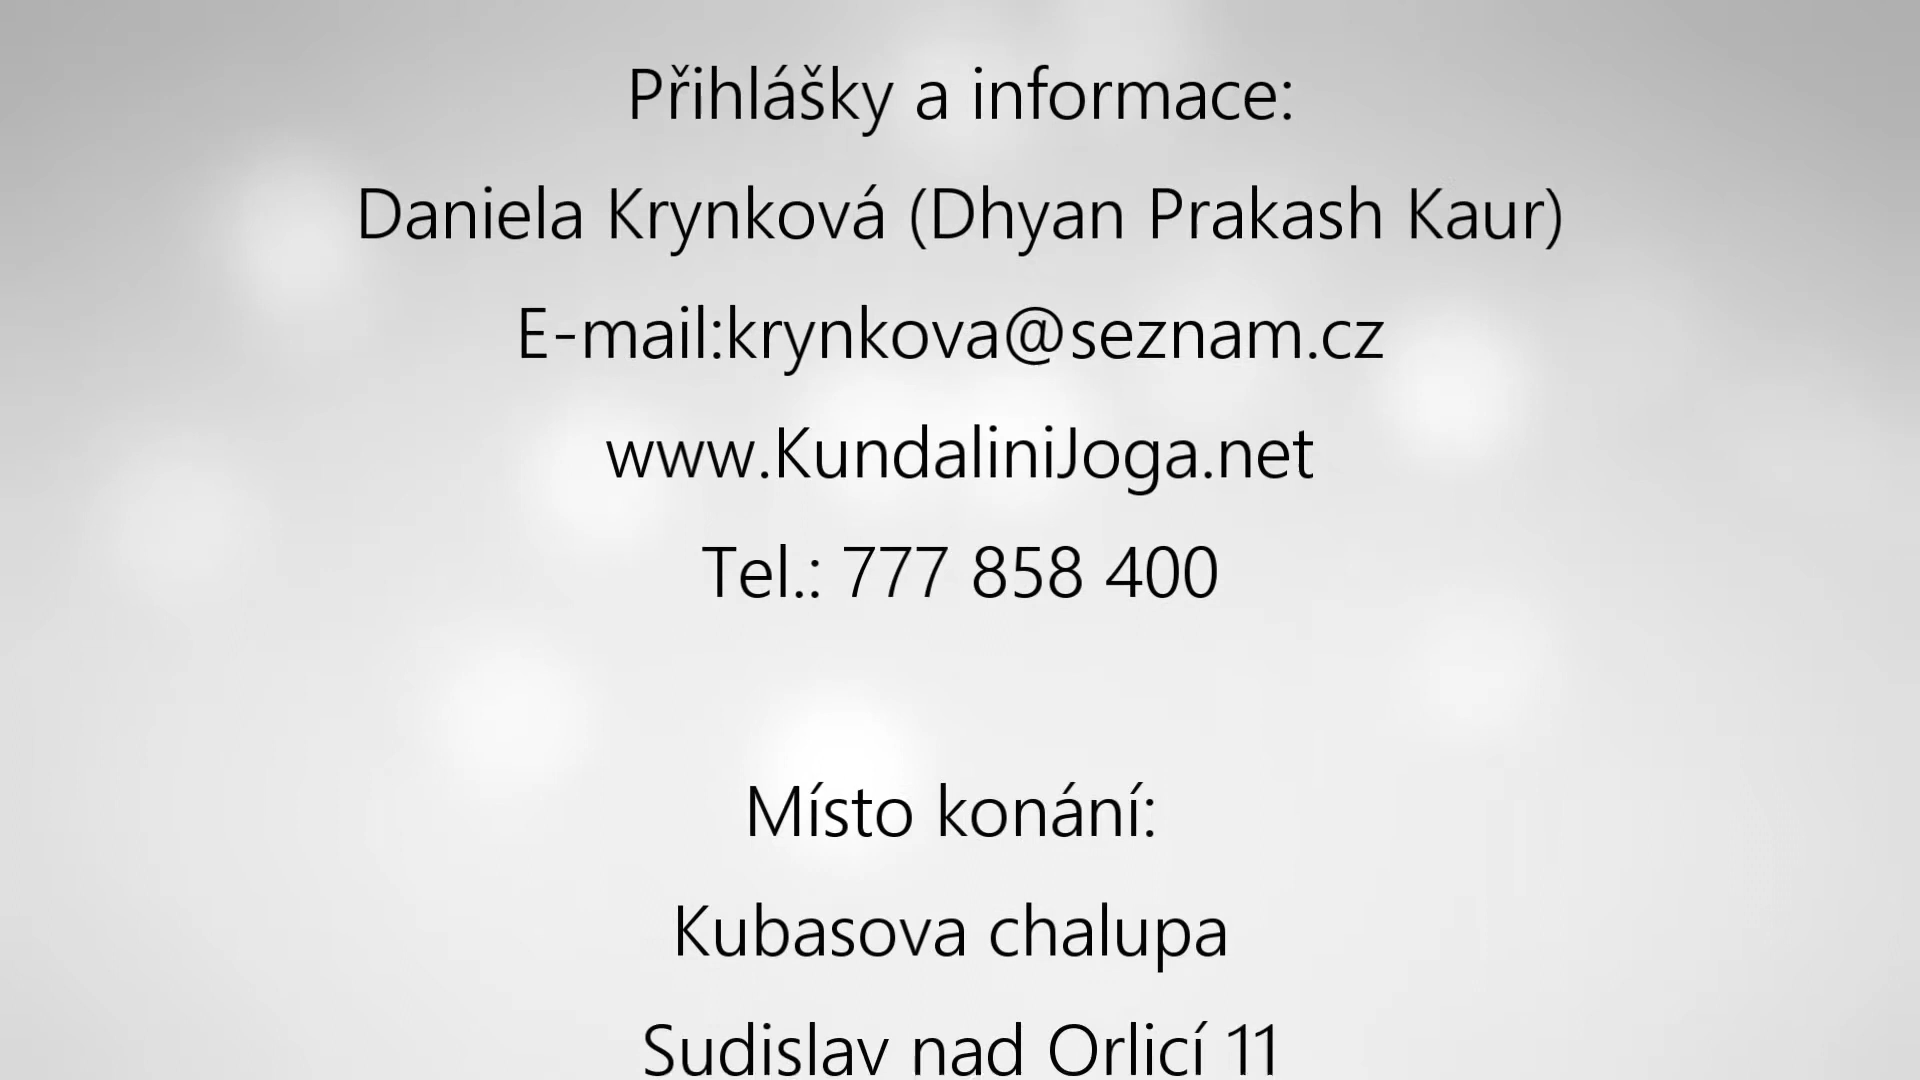 Přihlášky a informace:
Daniela Krynková (Dhyan Prakash Kaur)
E-mail:krynkova@seznam.cz
www.KundaliniJoga.net
Tel.: 777 858 400
Místo konání:
Kubasova chalupa
Sudislav nad Orlicí 11